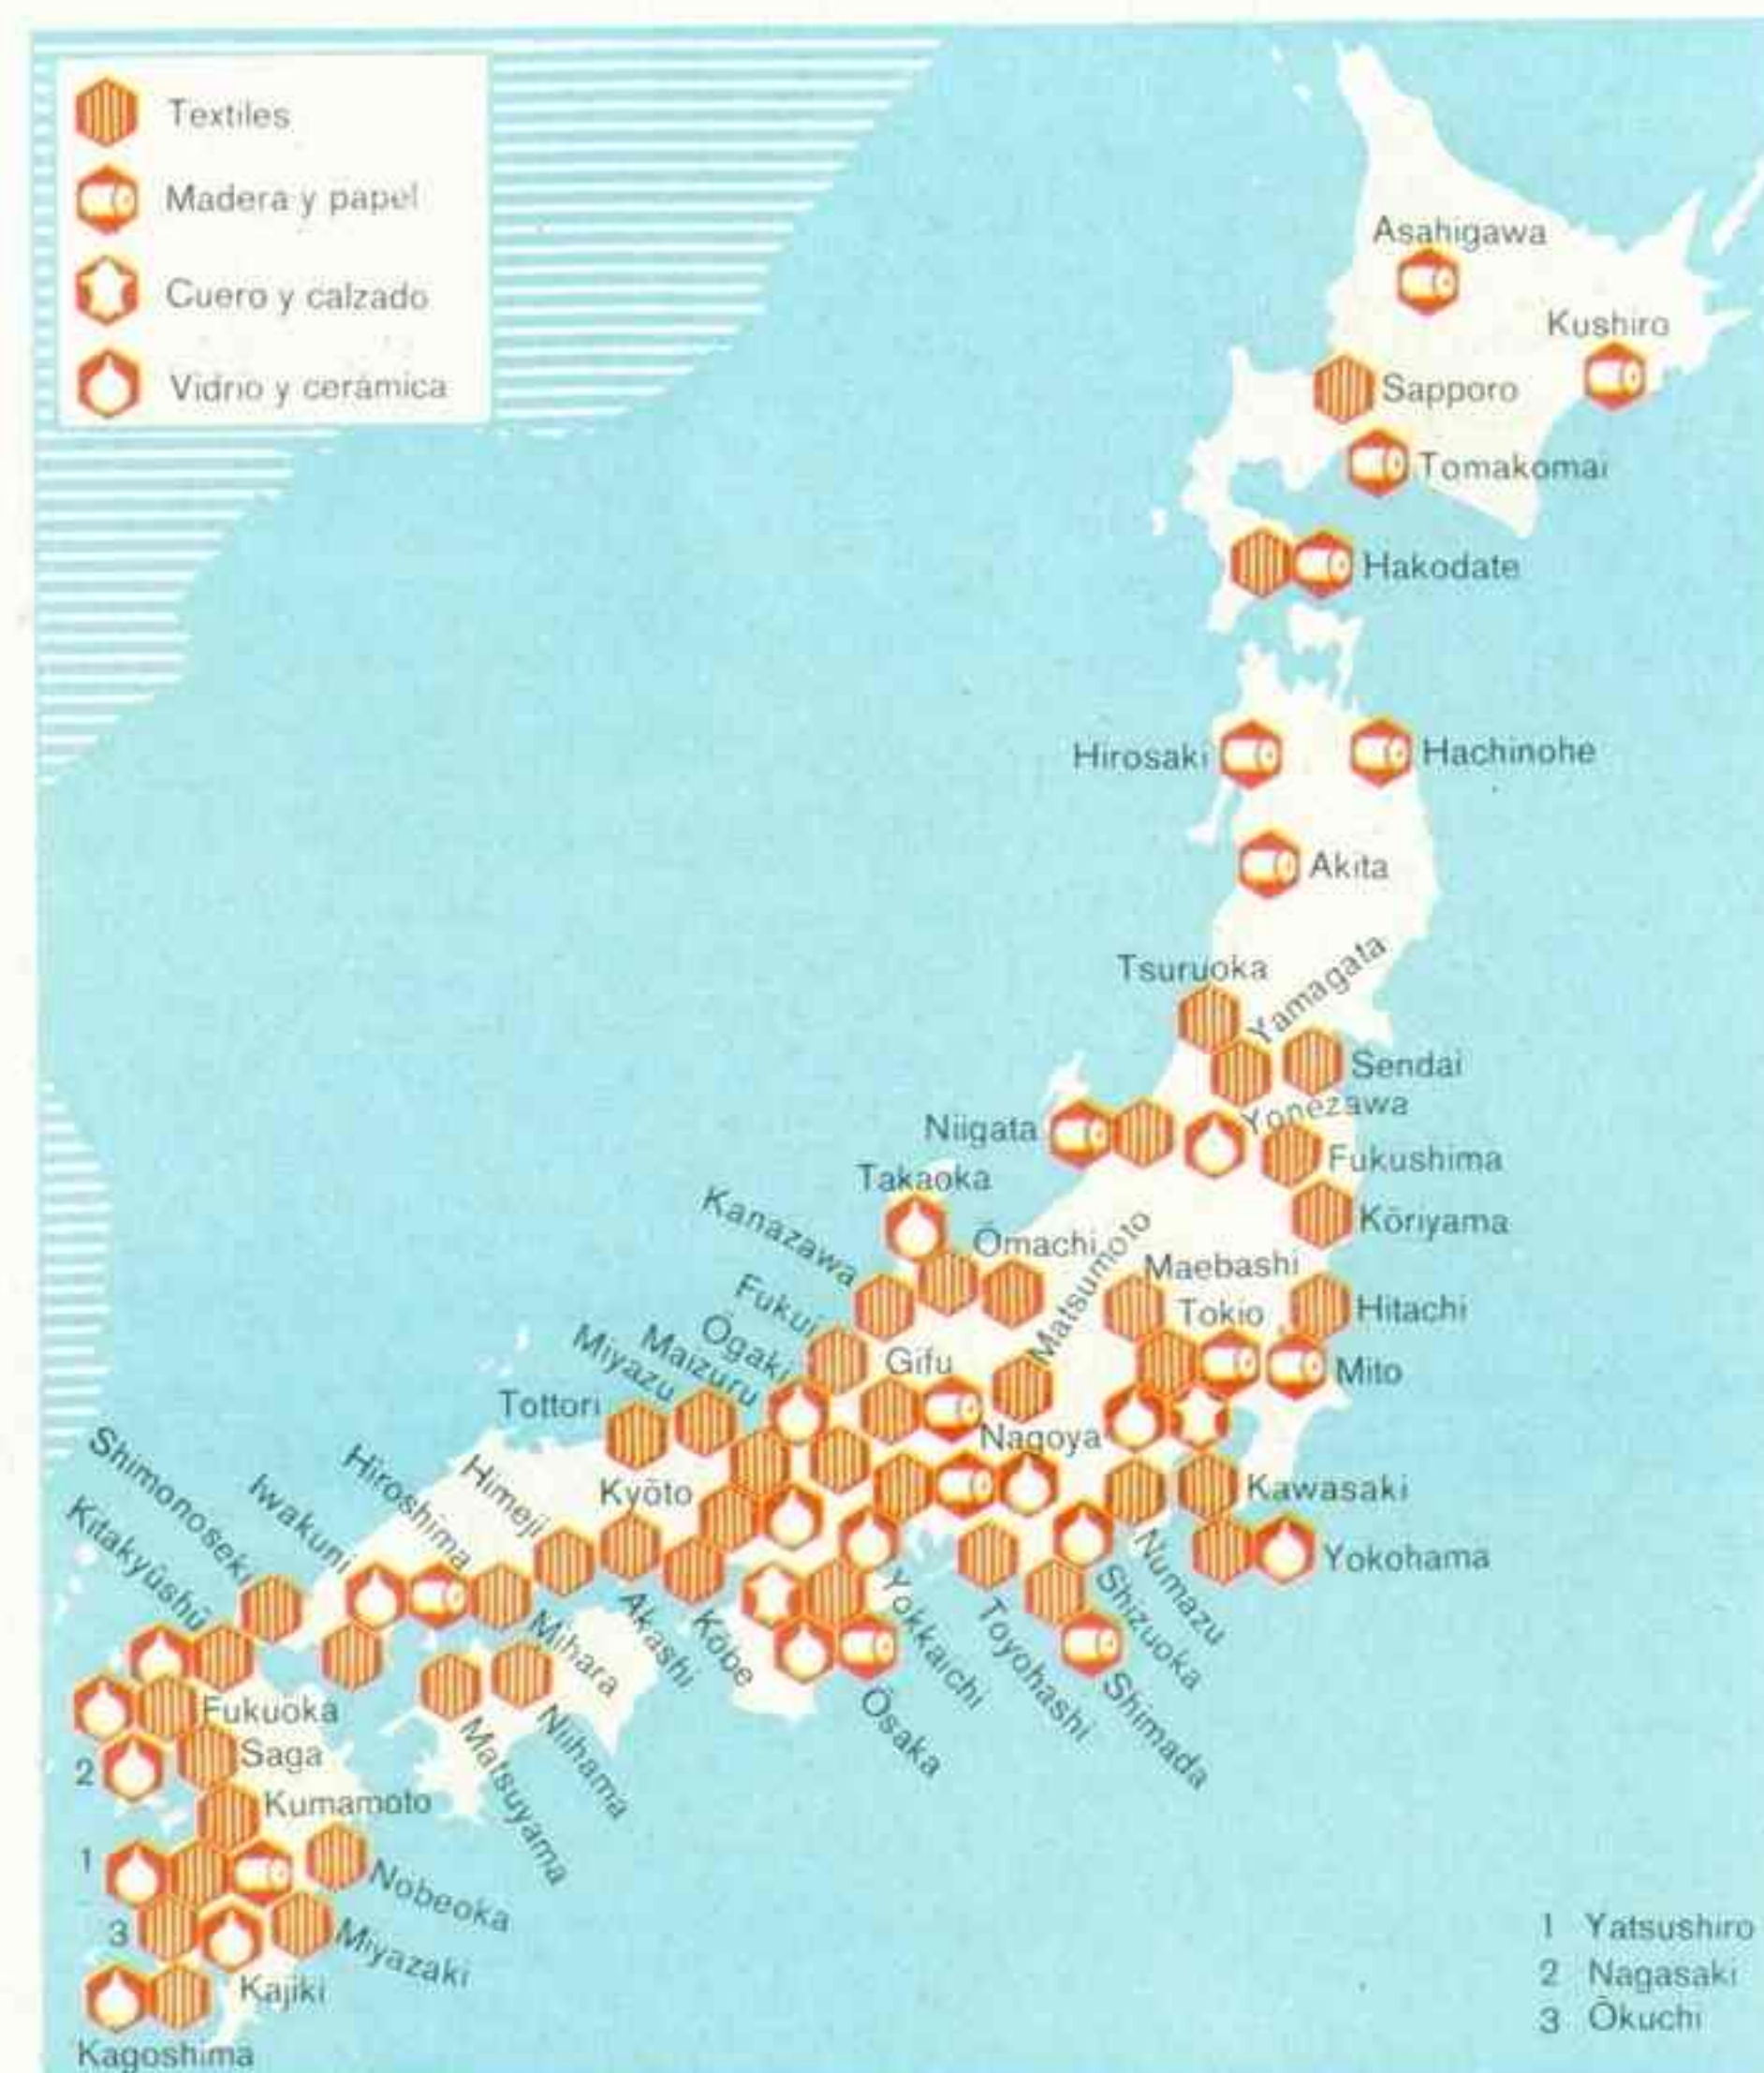 Textiles
Madera y papel
Cuero y calzado
Vidrio y cerámica
Asahigawa
Kushiro
Sapporo
Tomakomai
Hakodate
Hirosaki
Hachinohe
Akita
Tsuruoka
Yamagata
Sendai
Niigata
Yonezawa
Fukushima
Takaoka
Kanazawa
Kōriyama
Ōmachi
Matsumoto
Maebashi
Fukui
Tokio
Hitachi
Ōgaki
Maizuru
Miyazu
Gifu
Mito
Tottori
Nagoya
Shimonoseki
Iwakuni
Hiroshima
Himeji
Kyōto
Kawasaki
Kitakyūshū
Numazu
Yokohama
Shizuoka
Yokkaichi
Toyohashi
Akashi
Kōbe
Mihara
Shimada
Ōsaka
Fukuoka
Niihama
Matsuyama
Saga
2
Kumamoto
1
Nobeoka
3
Miyazaki
Kajiki
Kagoshima
1 Yatsushiro
2 Nagasaki
3 Ōkuchi